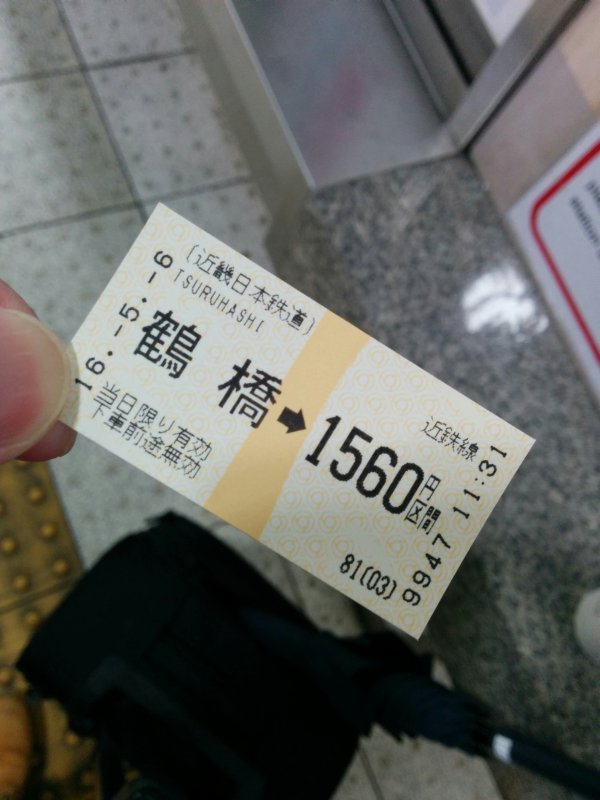 (近畿日本鉄道)
TSURUHASHI
鶴橋➡1560円区間
近鉄線
当日限り有効
下車前途無効
81(03)
16.-5.-6
9947 11:31